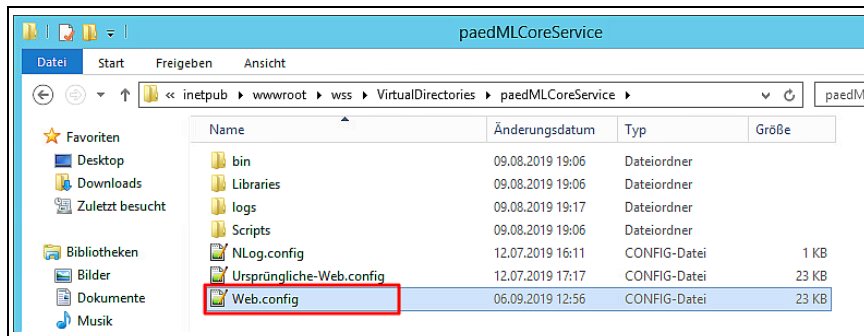 paedMLCoreService
Datei Start Freigeben Ansicht
« inetpub ▸ wwwroot ▸ wss ▸ VirtualDirectories ▸ paedMLCoreService ▸ paedM
Favoriten
Desktop
Downloads
Zuletzt besucht
Bibliotheken
Bilder
Dokumente
Musik
Name Änderungsdatum Typ Größe
bin 09.08.2019 19:06 Dateiordner
Libraries 09.08.2019 19:06 Dateiordner
logs 09.08.2019 19:17 Dateiordner
Scripts 09.08.2019 19:06 Dateiordner
NLog.config 12.07.2019 16:11 CONFIG-Datei 1 KB
Ursprüngliche-Web.config 12.07.2019 17:17 CONFIG-Datei 23 KB
Web.config 06.09.2019 12:56 CONFIG-Datei 23 KB